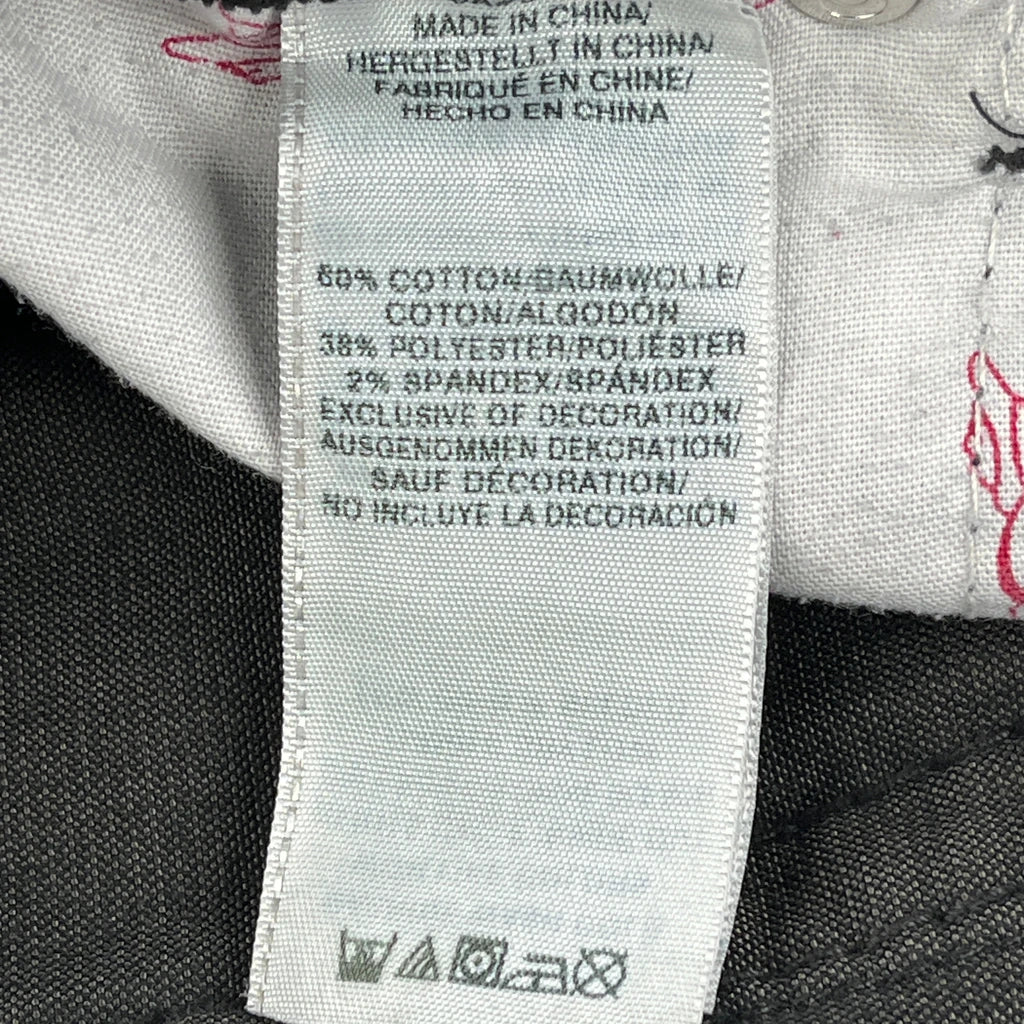 MADE IN CHINA/
HERGESTELLT IN CHINA/
FABRIQUÉ EN CHINE/
HECHO EN CHINA
60% COTTON/BAUMWOLLE/
COTON/ALGODÓN
38% POLYESTER/POLIÉSTER
2% SPANDEX/SPÁNDEX
EXCLUSIVE OF DECORATION/
AUSGENOMMEN DEKORATION/
SAUF DÉCORATION/
NO INCLUYE LA DECORACIÓN